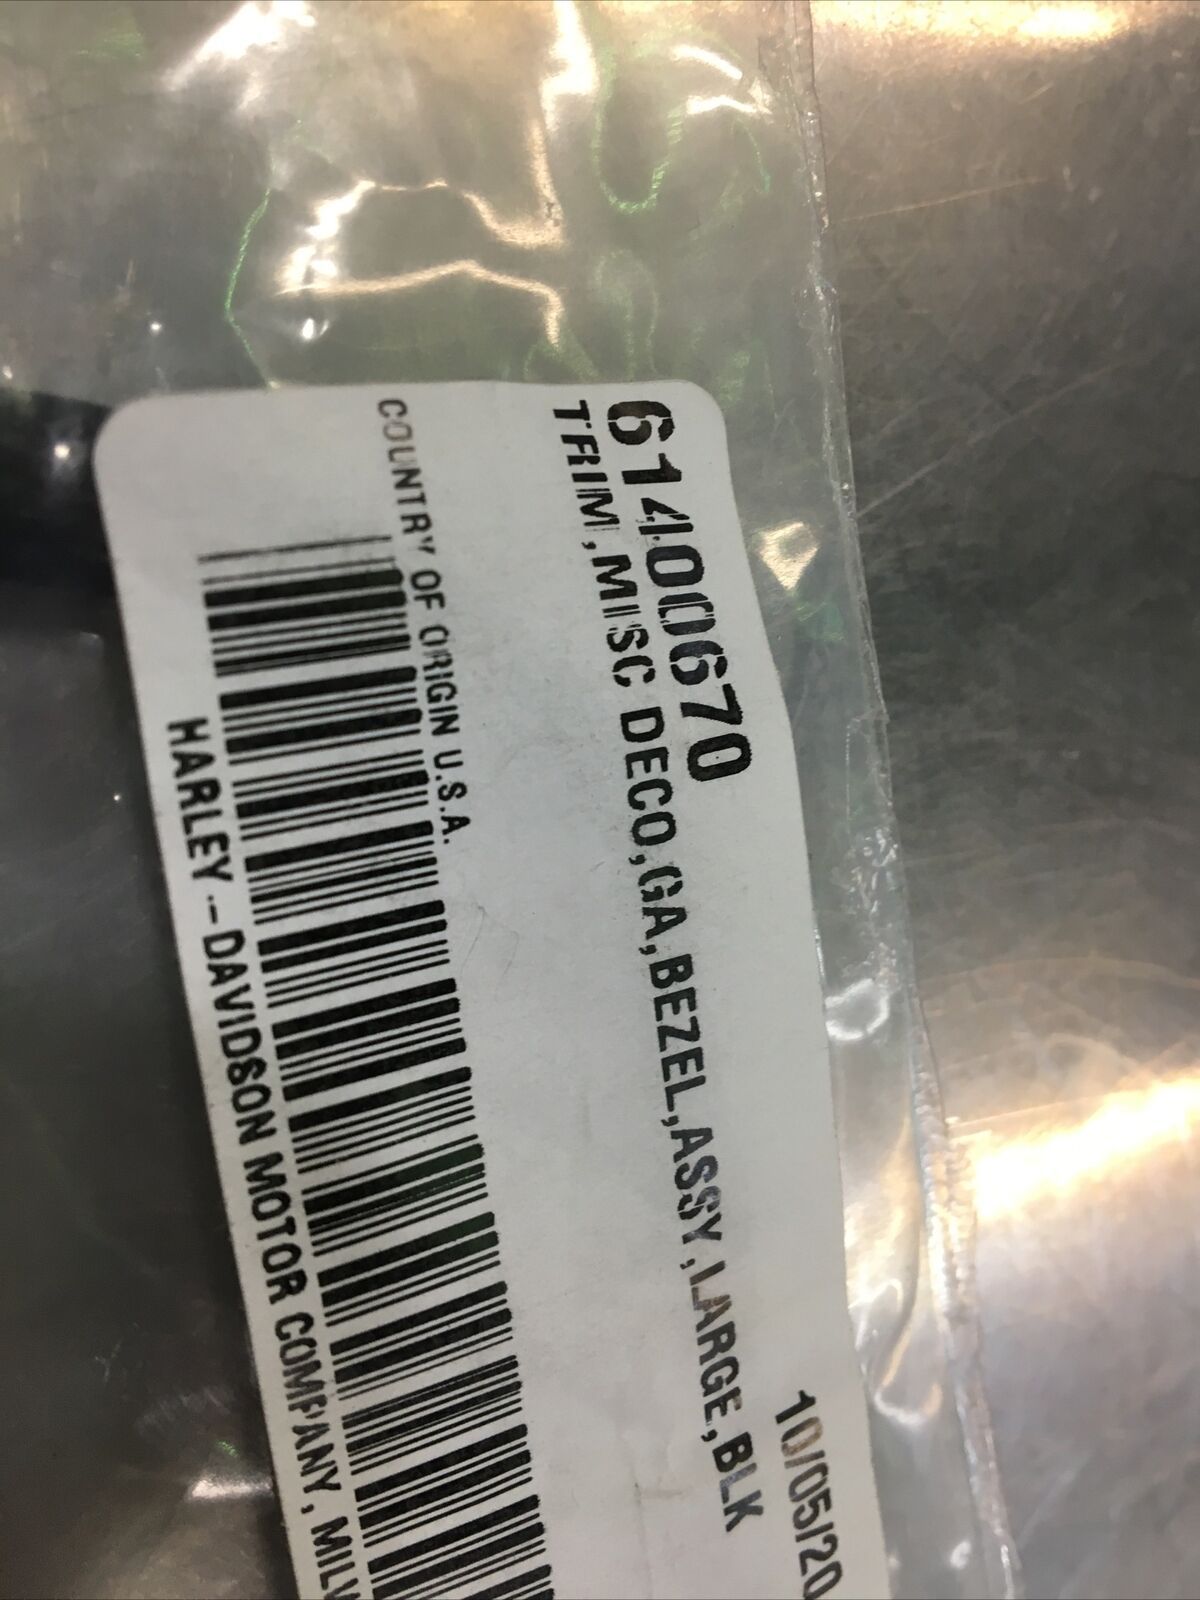 61400670
TRIM,MISC DECO,GA,BEZEL,ASSY,LARGE,BLK
10/05/20
COUNTRY OF ORIGIN U.S.A.
HARLEY-DAVIDSON MOTOR COMPANY, MILW